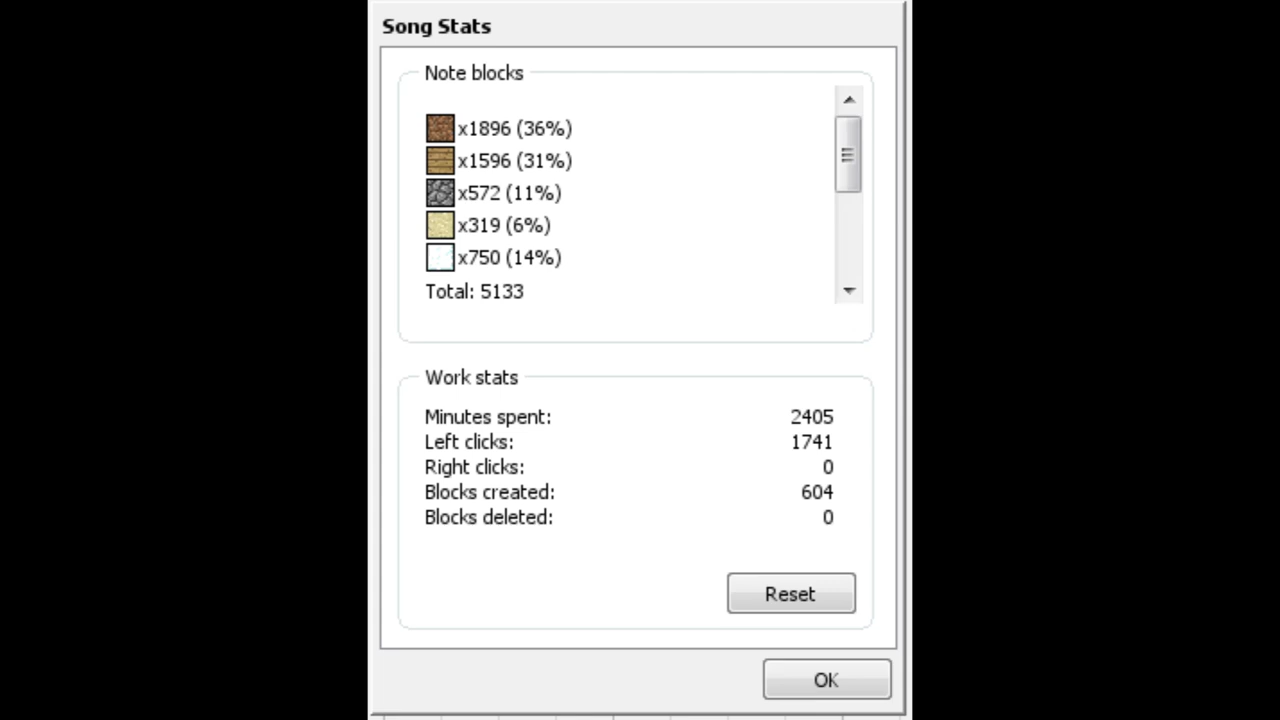 Song Stats
Note blocks
x1896 (36%)
x1596 (31%)
x572 (11%)
x319 (6%)
x750 (14%)
Total: 5133
Work stats
Minutes spent: 2405
Left clicks: 1741
Right clicks: 0
Blocks created: 604
Blocks deleted: 0
Reset
OK